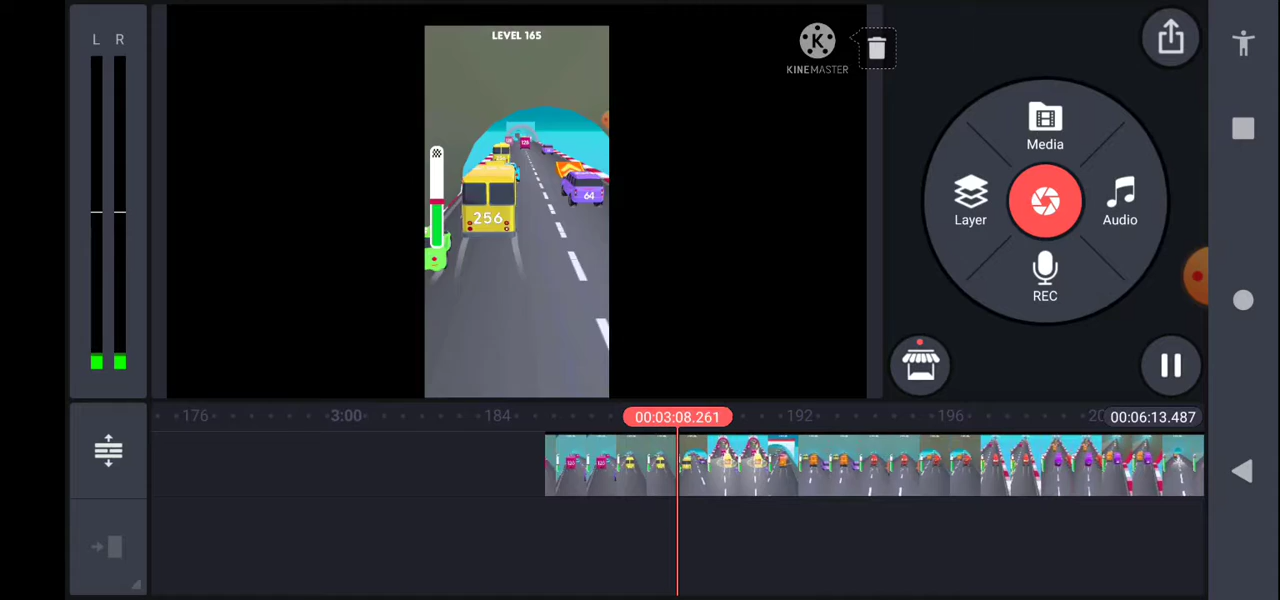 L R
LEVEL 165
K
KINEMASTER
256
64
128
Media
Layer
Audio
REC
176
3:00
184
00:03:08.261
192
196
00:06:13.487